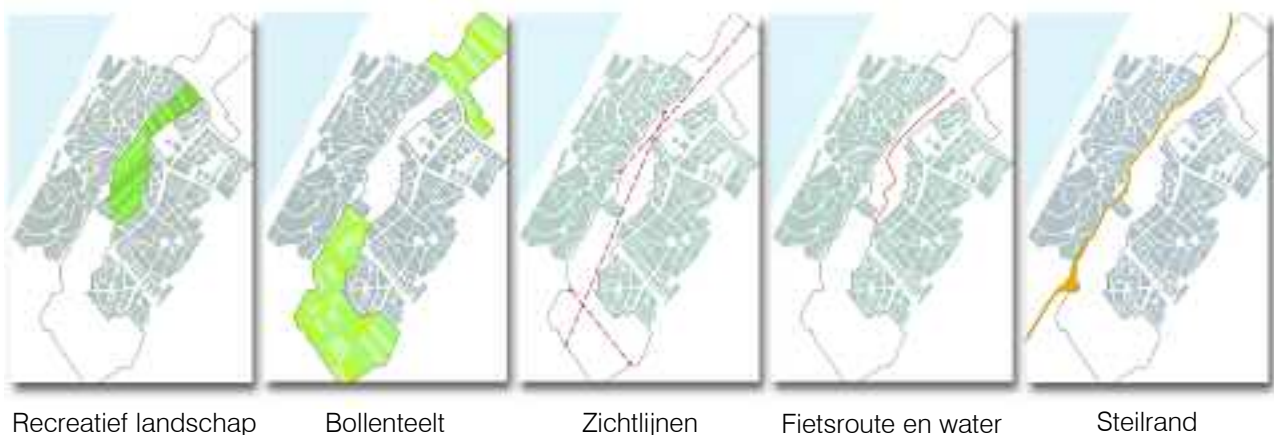 Recreatief landschap
Bollenteelt
Zichtlijnen
Fietsroute en water
Steilrand